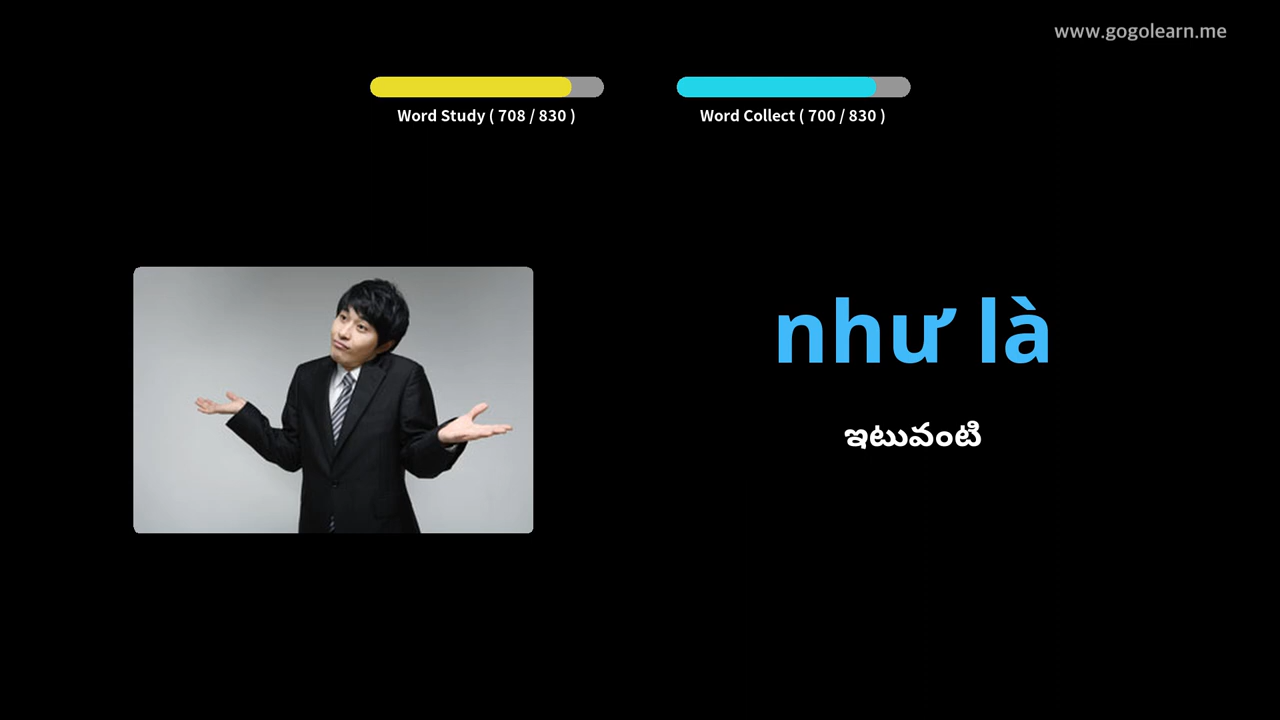 www.gogolearn.me
Word Study ( 708 / 830 )
Word Collect ( 700 / 830 )
như là
ఇటువంటి